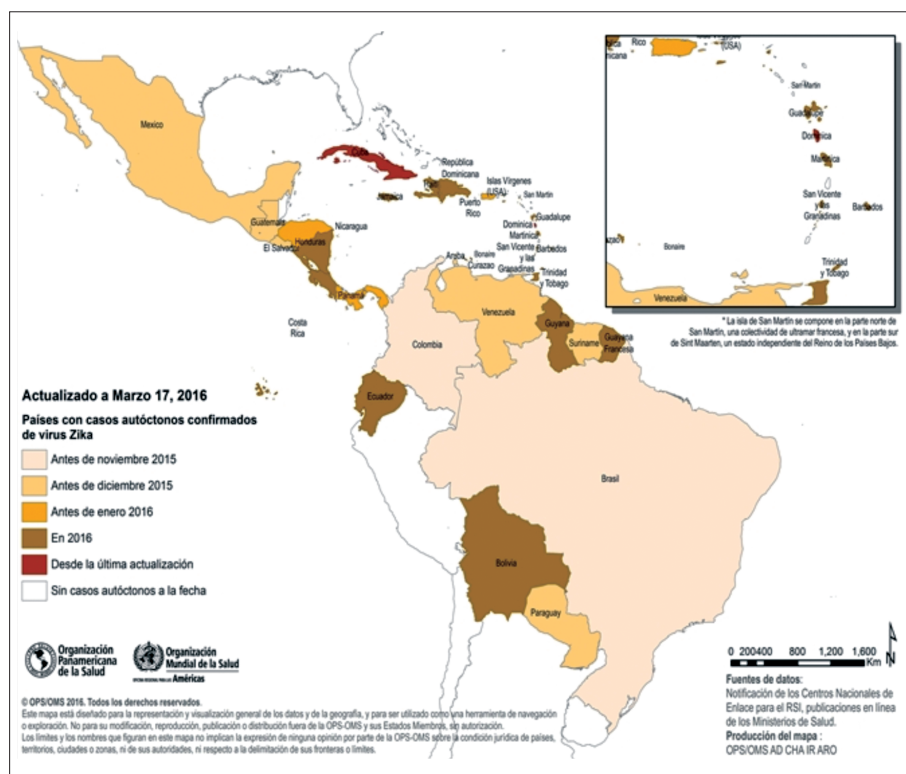 Mexico
Guatemala
El Salvador
Honduras
Nicaragua
Costa
Rica
Panamá
Cuba
Jamaica
Haití
República
Dominicana
Puerto
Rico
Islas Vírgenes
(USA)
San Martín
Guadalupe
Dominica
Martinica
San Vicente
y las
Granadinas
Barbados
Trinidad
y Tobago
Aruba
Bonaire
Curazao
Venezuela
Colombia
Guyana
Suriname
Guayana
Francesa
Ecuador
Brasil
Bolivia
Paraguay
Rico
(USA)
San Martín
Guadalupe
Dominica
Martinica
San Vicente
y las
Granadinas
Barbados
Bonaire
Trinidad
y Tobago
Venezuela
* La isla de San Martín se compone en la parte norte de
San Martín, una colectividad de ultramar francesa, y en la parte sur
de Sint Maarten, un estado independiente del Reino de los Países Bajos.
Actualizado a Marzo 17, 2016
Países con casos autóctonos confirmados
de virus Zika
Antes de noviembre 2015
Antes de diciembre 2015
Antes de enero 2016
En 2016
Desde la última actualización
Sin casos autóctonos a la fecha
Organización
Panamericana
de la Salud
Organización
Mundial de la Salud
Américas
© OPS/OMS 2016. Todos los derechos reservados.
Este mapa está diseñado para la representación y visualización general de los datos y de la geografía, y para ser utilizado como una herramienta de navegación
o exploración. No para su modificación, reproducción, publicación o distribución fuera de la OPS-OMS y sus Estados Miembros, sin autorización.
Los límites y los nombres que figuran en este mapa no implican la expresión de ninguna opinión por parte de la OPS-OMS sobre la condición jurídica de países,
territorios, ciudades o zonas, ni de sus autoridades, ni respecto a la delimitación de sus fronteras o límites.
N
0 200400 800 1,200 1,600
Km
Fuentes de datos:
Notificación de los Centros Nacionales de
Enlace para el RSI, publicaciones en línea
de los Ministerios de Salud.
Producción del mapa :
OPS/OMS AD CHA IR ARO